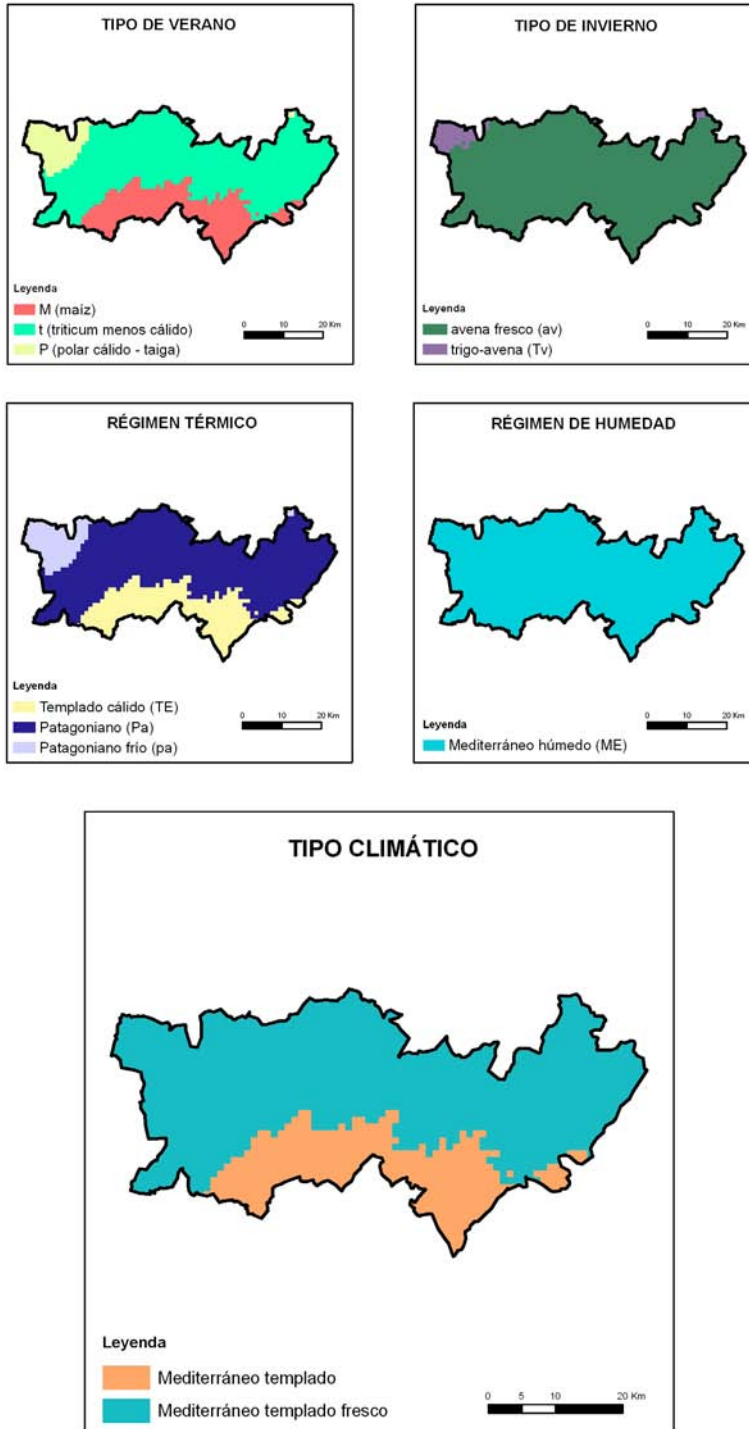 TIPO DE VERANO
Leyenda
M (maíz)
t (triticum menos cálido)
P (polar cálido - taiga)
0 10 20 Km
TIPO DE INVIERNO
Leyenda
avena fresco (av)
trigo-avena (Tv)
0 10 20 Km
RÉGIMEN TÉRMICO
Leyenda
Templado cálido (TE)
Patagoniano (Pa)
Patagoniano frío (pa)
0 10 20 Km
RÉGIMEN DE HUMEDAD
Leyenda
Mediterráneo húmedo (ME)
0 10 20 Km
TIPO CLIMÁTICO
Leyenda
Mediterráneo templado
Mediterráneo templado fresco
0 5 10 20 Km